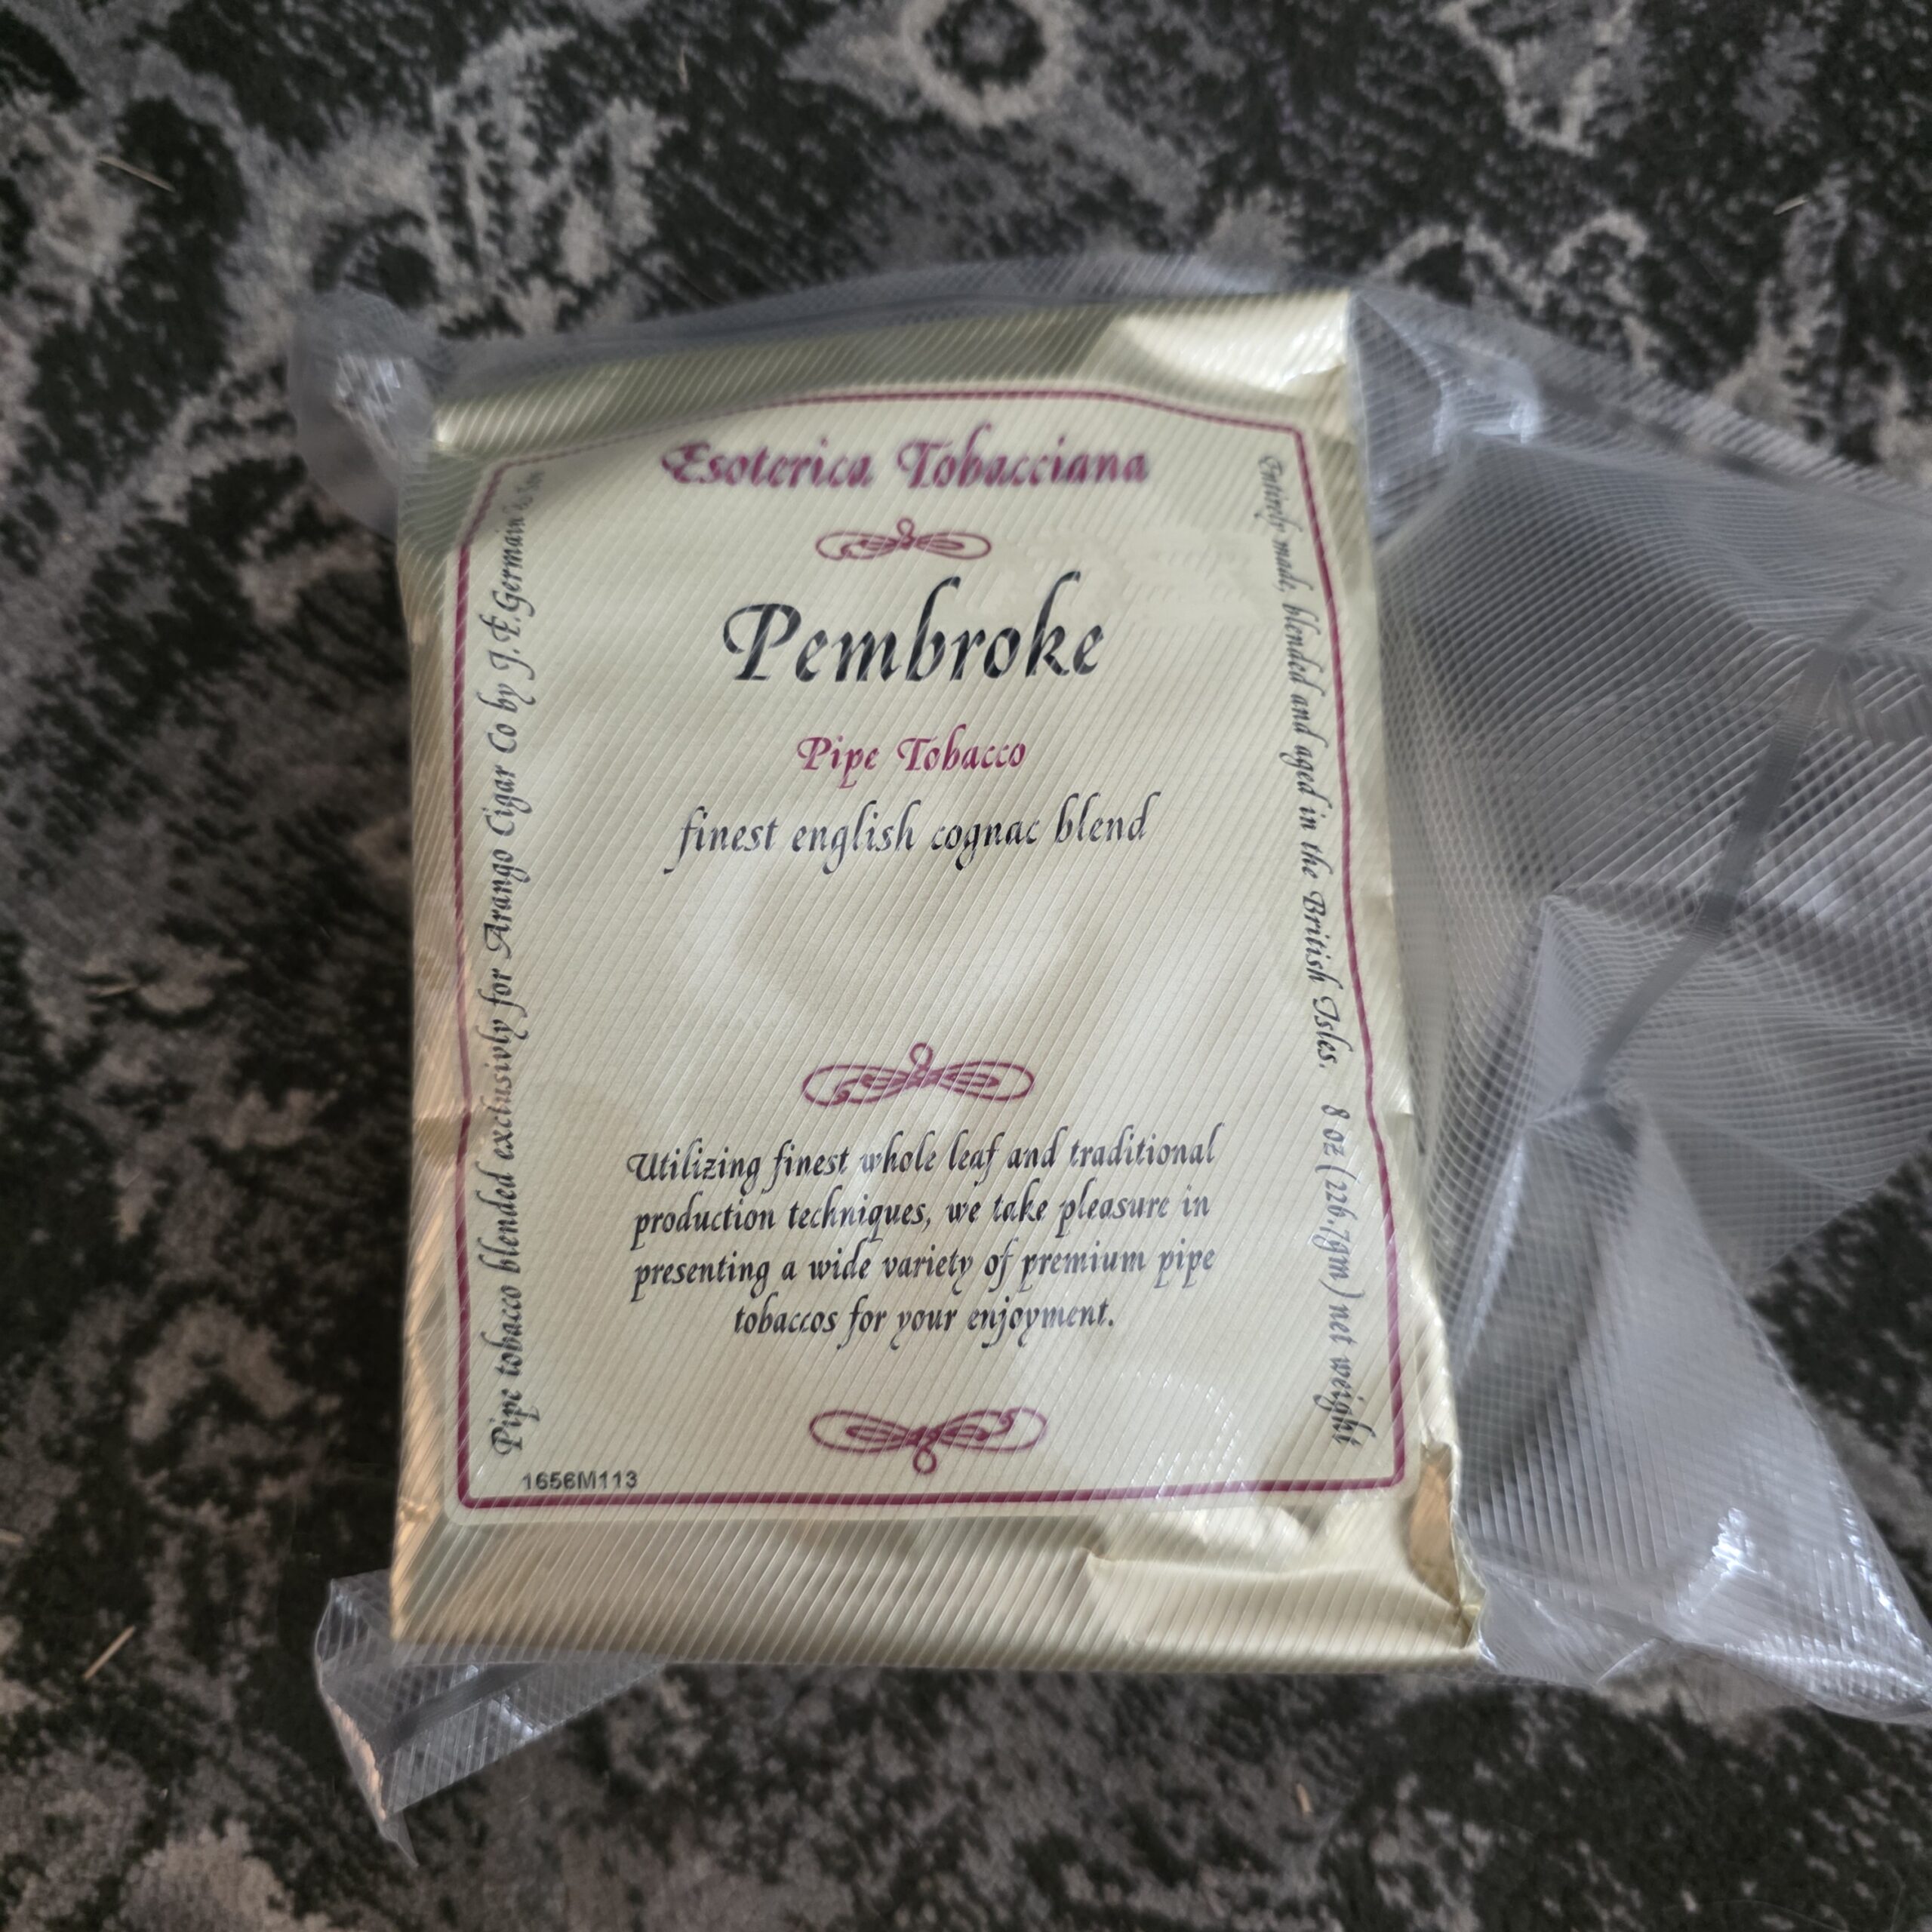 Esoterica Tobacciana
Pembroke
Pipe Tobacco
finest english cognac blend
Utilizing finest whole leaf and traditional
production techniques, we take pleasure in
presenting a wide variety of premium pipe
tobaccos for your enjoyment.
Pipe tobacco blended exclusivly for Arango Cigar Co by J.F.Germain & Son
Entirely made, blended and aged in the British Isles. 8 oz (226.7gm) net weight
1656M113